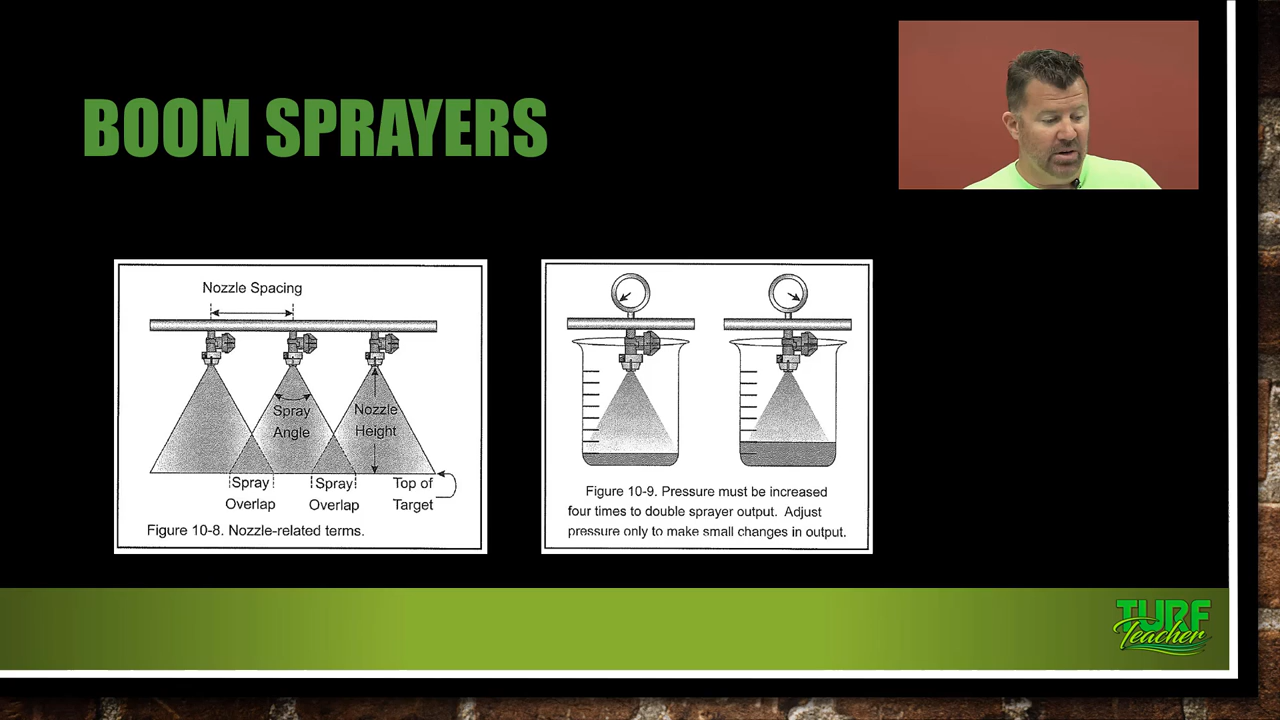 BOOM SPRAYERS
Nozzle Spacing
Spray
Angle
Nozzle
Height
Spray
Overlap
Spray
Overlap
Top of
Target
Figure 10-8. Nozzle-related terms.
Figure 10-9. Pressure must be increased
four times to double sprayer output. Adjust
pressure only to make small changes in output.
TURF
Teacher